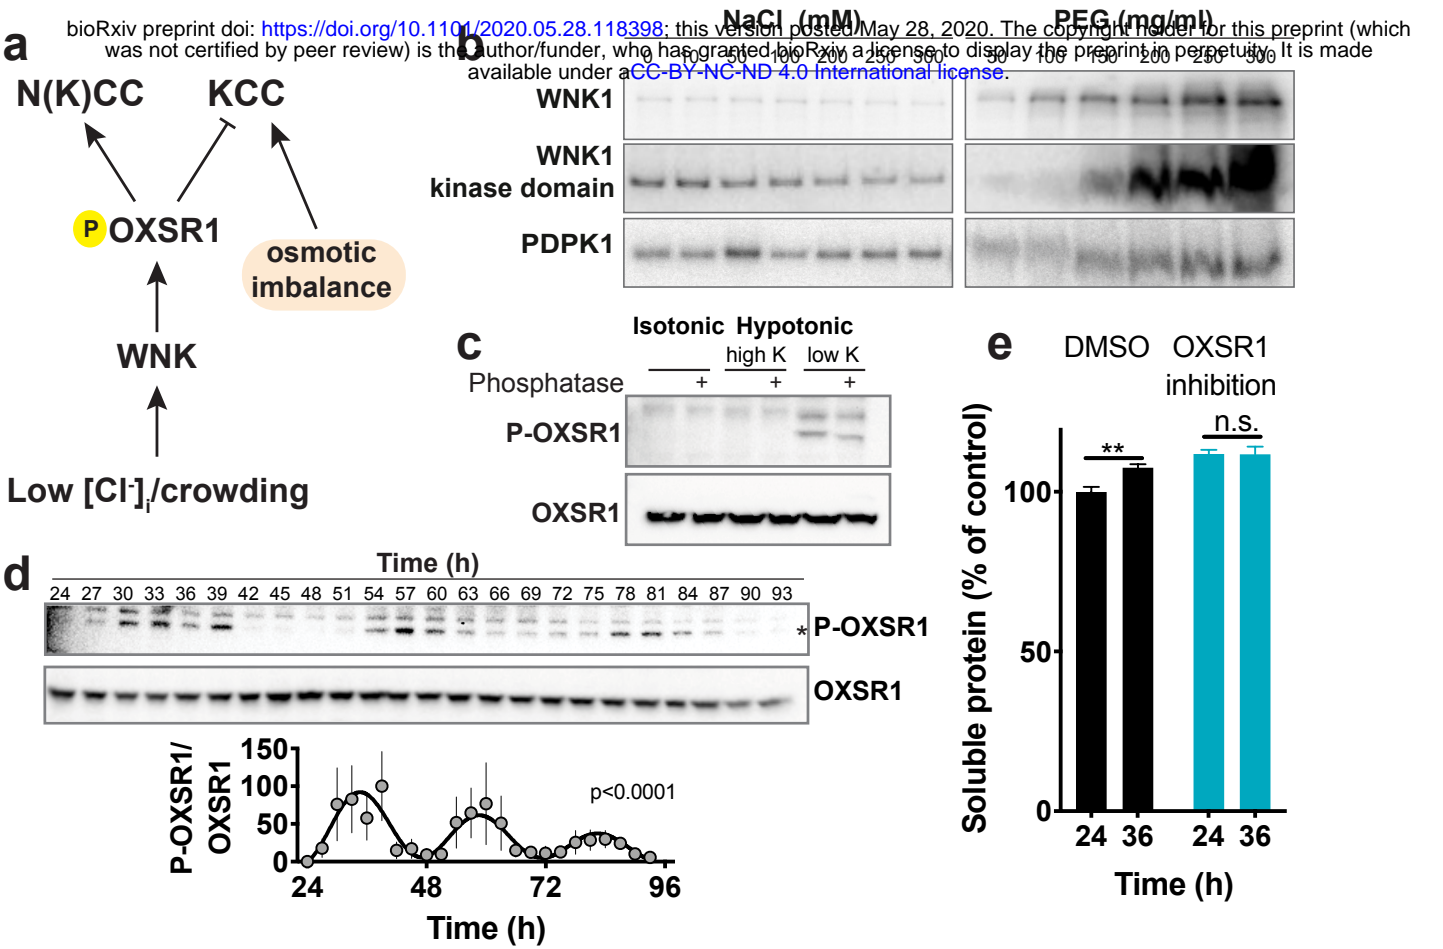 bioRxiv preprint doi: https://doi.org/10.1101/2020.05.28.118398; this version posted May 28, 2020. The copyright holder for this preprint (which
was not certified by peer review) is the author/funder, who has granted bioRxiv a license to display the preprint in perpetuity. It is made
available under aCC-BY-NC-ND 4.0 International license.
a
N(K)CC KCC
P OXSR1
osmotic
imbalance
WNK
Low [Cl-]i/crowding
b
NaCl (mM) PEG (mg/ml)
0 10 50 100 200 250 300 50 100 150 200 250 300
WNK1
WNK1
kinase domain
PDPK1
c
Isotonic Hypotonic
high K low K
Phosphatase + + +
P-OXSR1
OXSR1
d
Time (h)
24 27 30 33 36 39 42 45 48 51 54 57 60 63 66 69 72 75 78 81 84 87 90 93
* P-OXSR1
OXSR1
P-OXSR1/
OXSR1
150
100
50
0
p<0.0001
24 48 72 96
Time (h)
e
DMSO OXSR1
inhibition
** n.s.
Soluble protein (% of control)
100
50
0
24 36 24 36
Time (h)